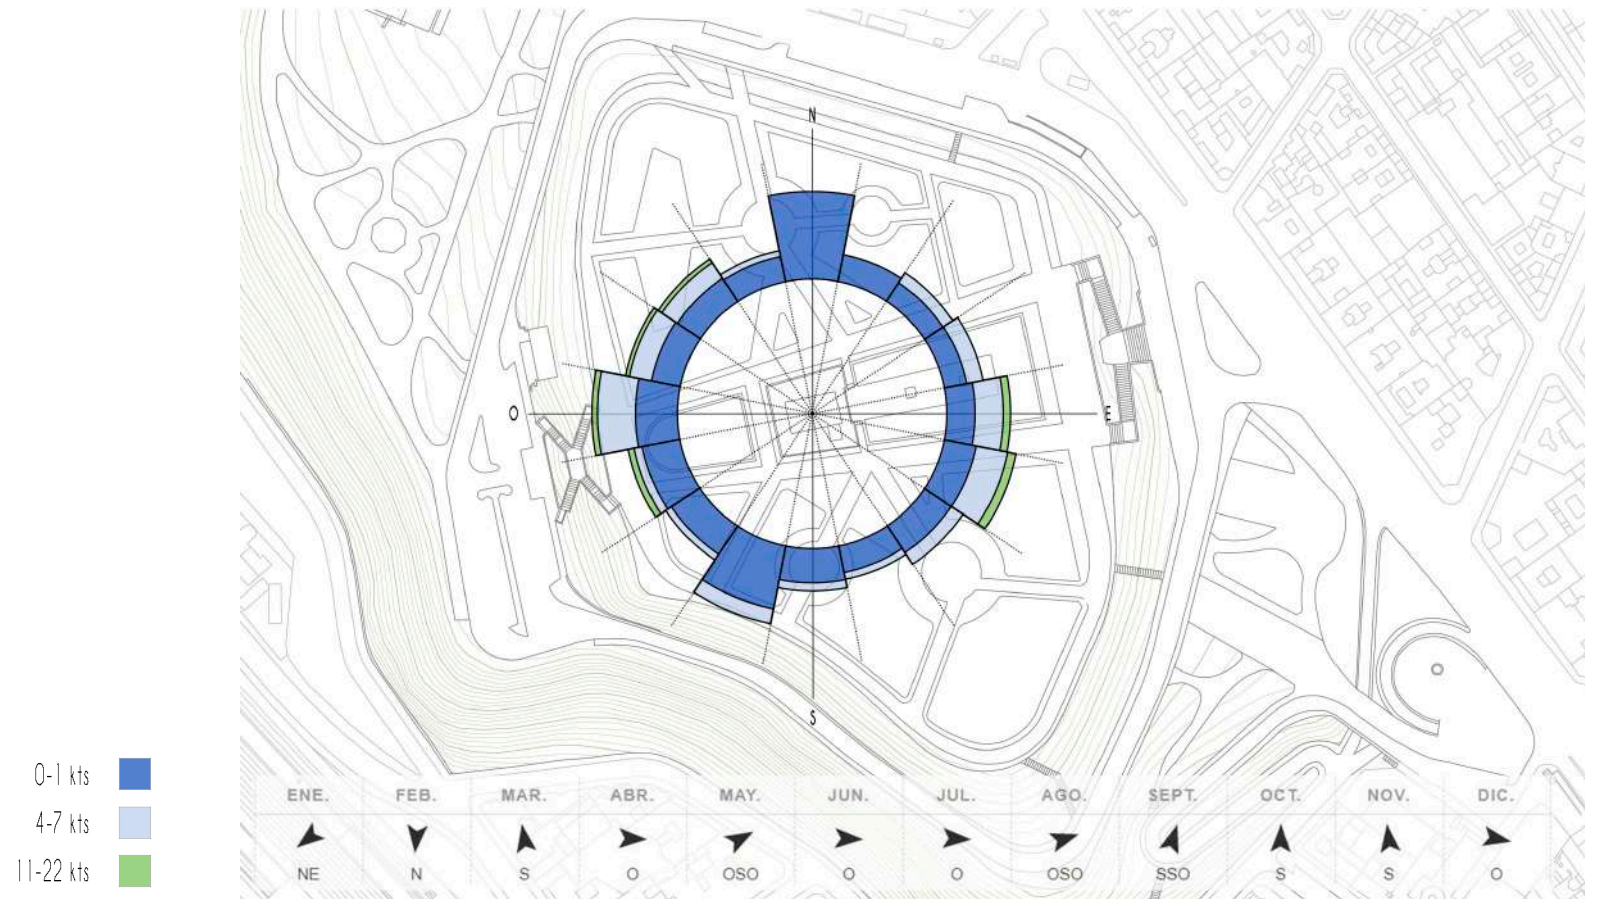 N
O
E
S
0-1 kts
4-7 kts
11-22 kts
ENE. FEB. MAR. ABR. MAY. JUN. JUL. AGO. SEPT. OCT. NOV. DIC.
NE N S O OSO O O OSO SSO S S O